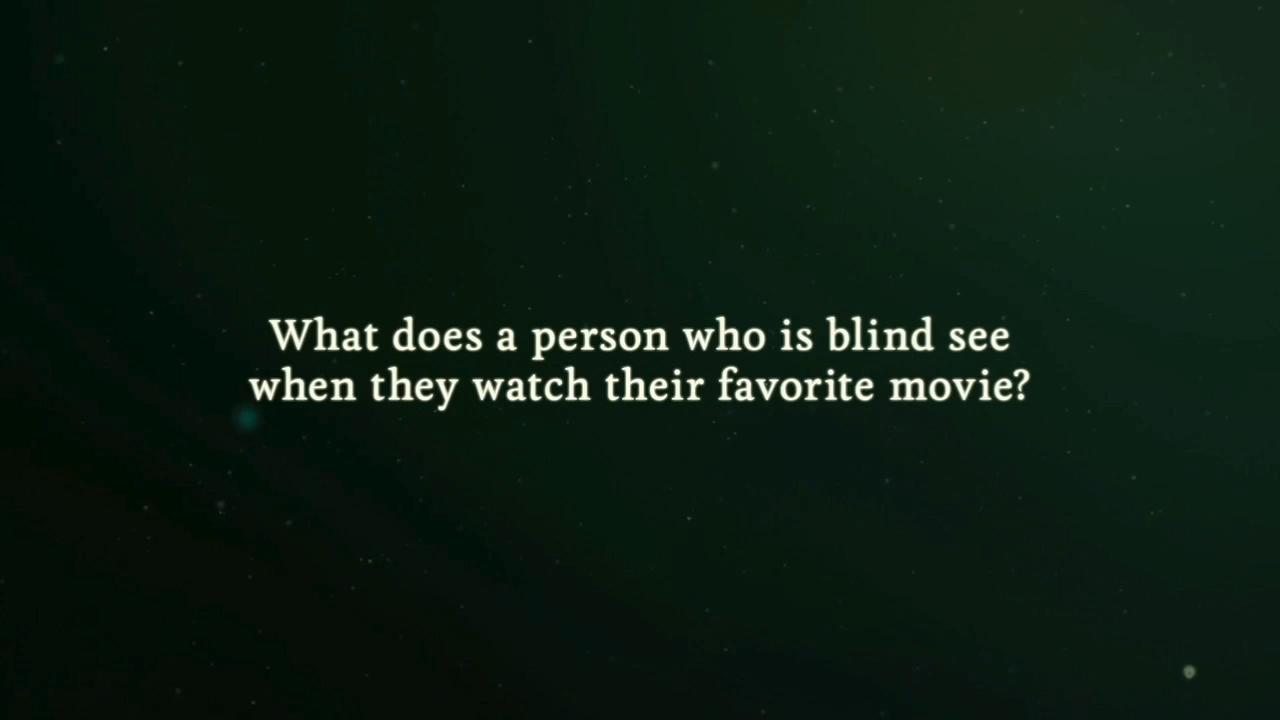 What does a person who is blind see
when they watch their favorite movie?